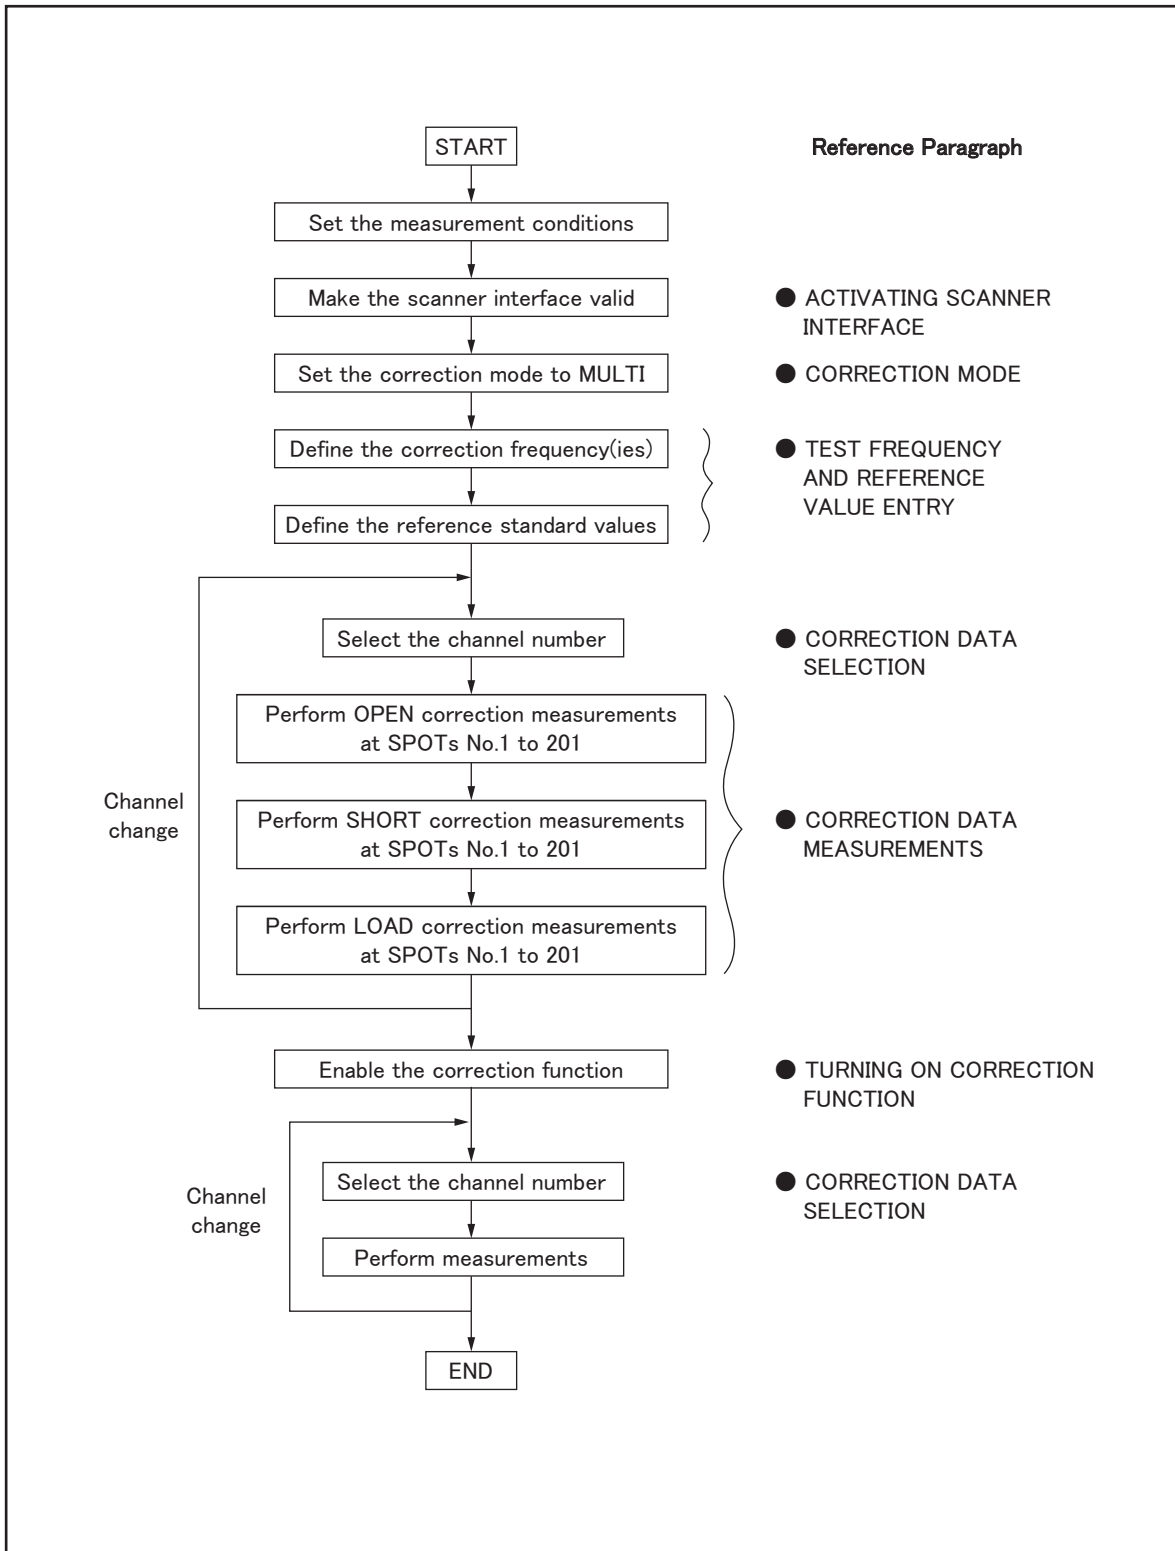 START
Reference Paragraph
Set the measurement conditions
Make the scanner interface valid
● ACTIVATING SCANNER
INTERFACE
Set the correction mode to MULTI
● CORRECTION MODE
Define the correction frequency(ies)
● TEST FREQUENCY
AND REFERENCE
VALUE ENTRY
Define the reference standard values
Select the channel number
● CORRECTION DATA
SELECTION
Perform OPEN correction measurements
at SPOTs No.1 to 201
Channel
change
Perform SHORT correction measurements
at SPOTs No.1 to 201
● CORRECTION DATA
MEASUREMENTS
Perform LOAD correction measurements
at SPOTs No.1 to 201
Enable the correction function
● TURNING ON CORRECTION
FUNCTION
Channel
change
Select the channel number
● CORRECTION DATA
SELECTION
Perform measurements
END